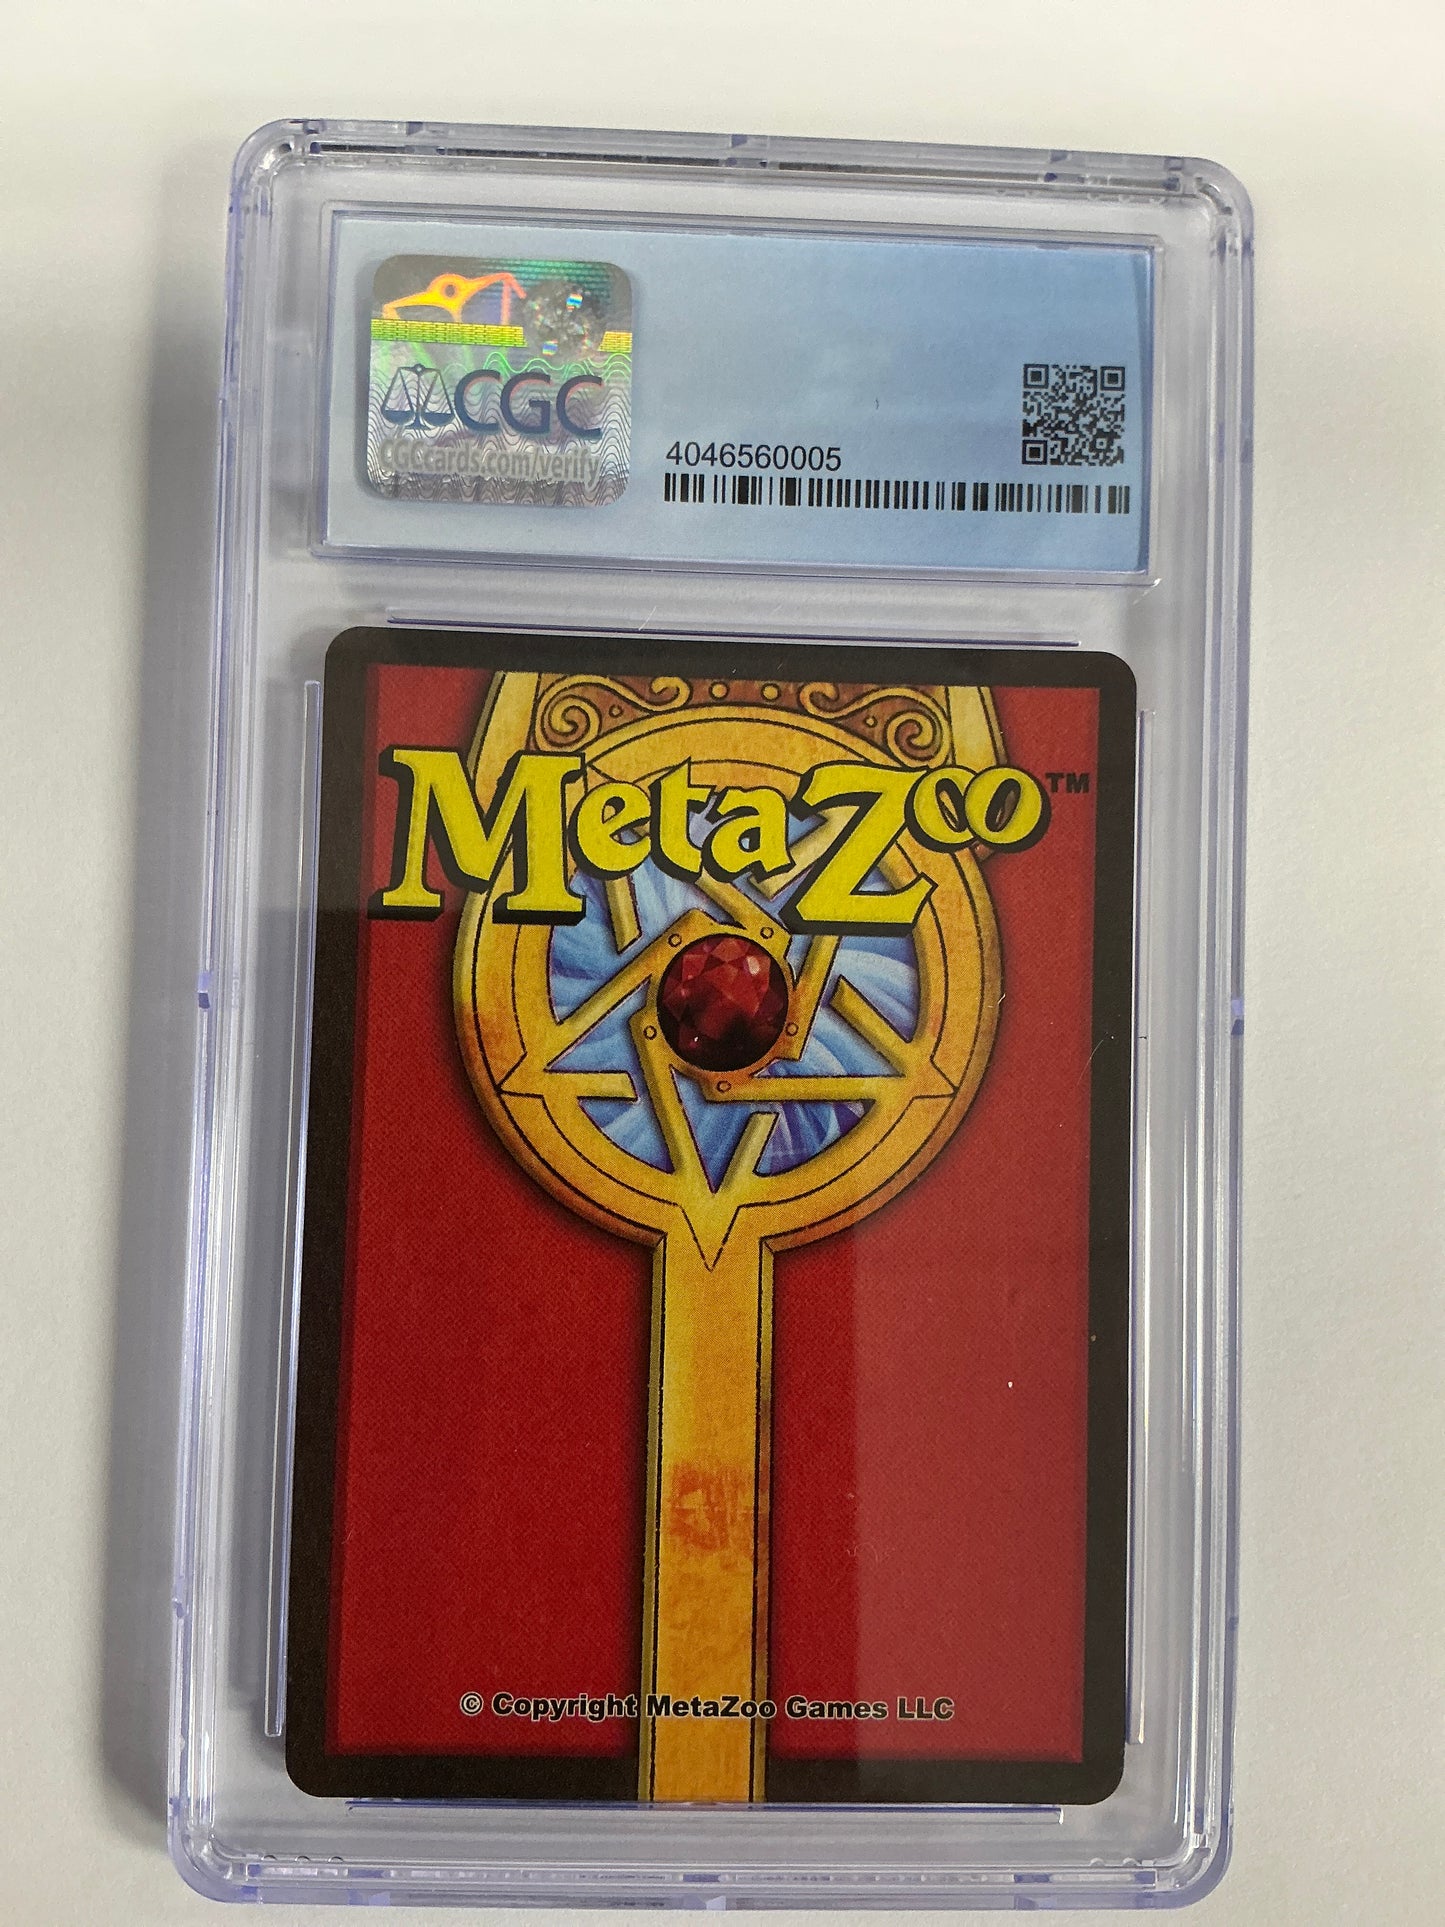 CGC
CGCcards.com/verify
4046560005
MetaZoo™
© Copyright MetaZoo Games LLC